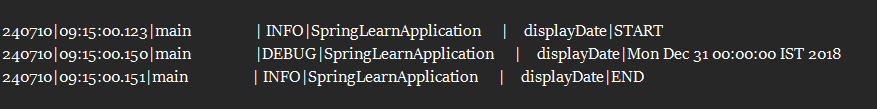 240710|09:15:00.123|main | INFO|SpringLearnApplication | displayDate|START
240710|09:15:00.150|main |DEBUG|SpringLearnApplication | displayDate|Mon Dec 31 00:00:00 IST 2018
240710|09:15:00.151|main | INFO|SpringLearnApplication | displayDate|END